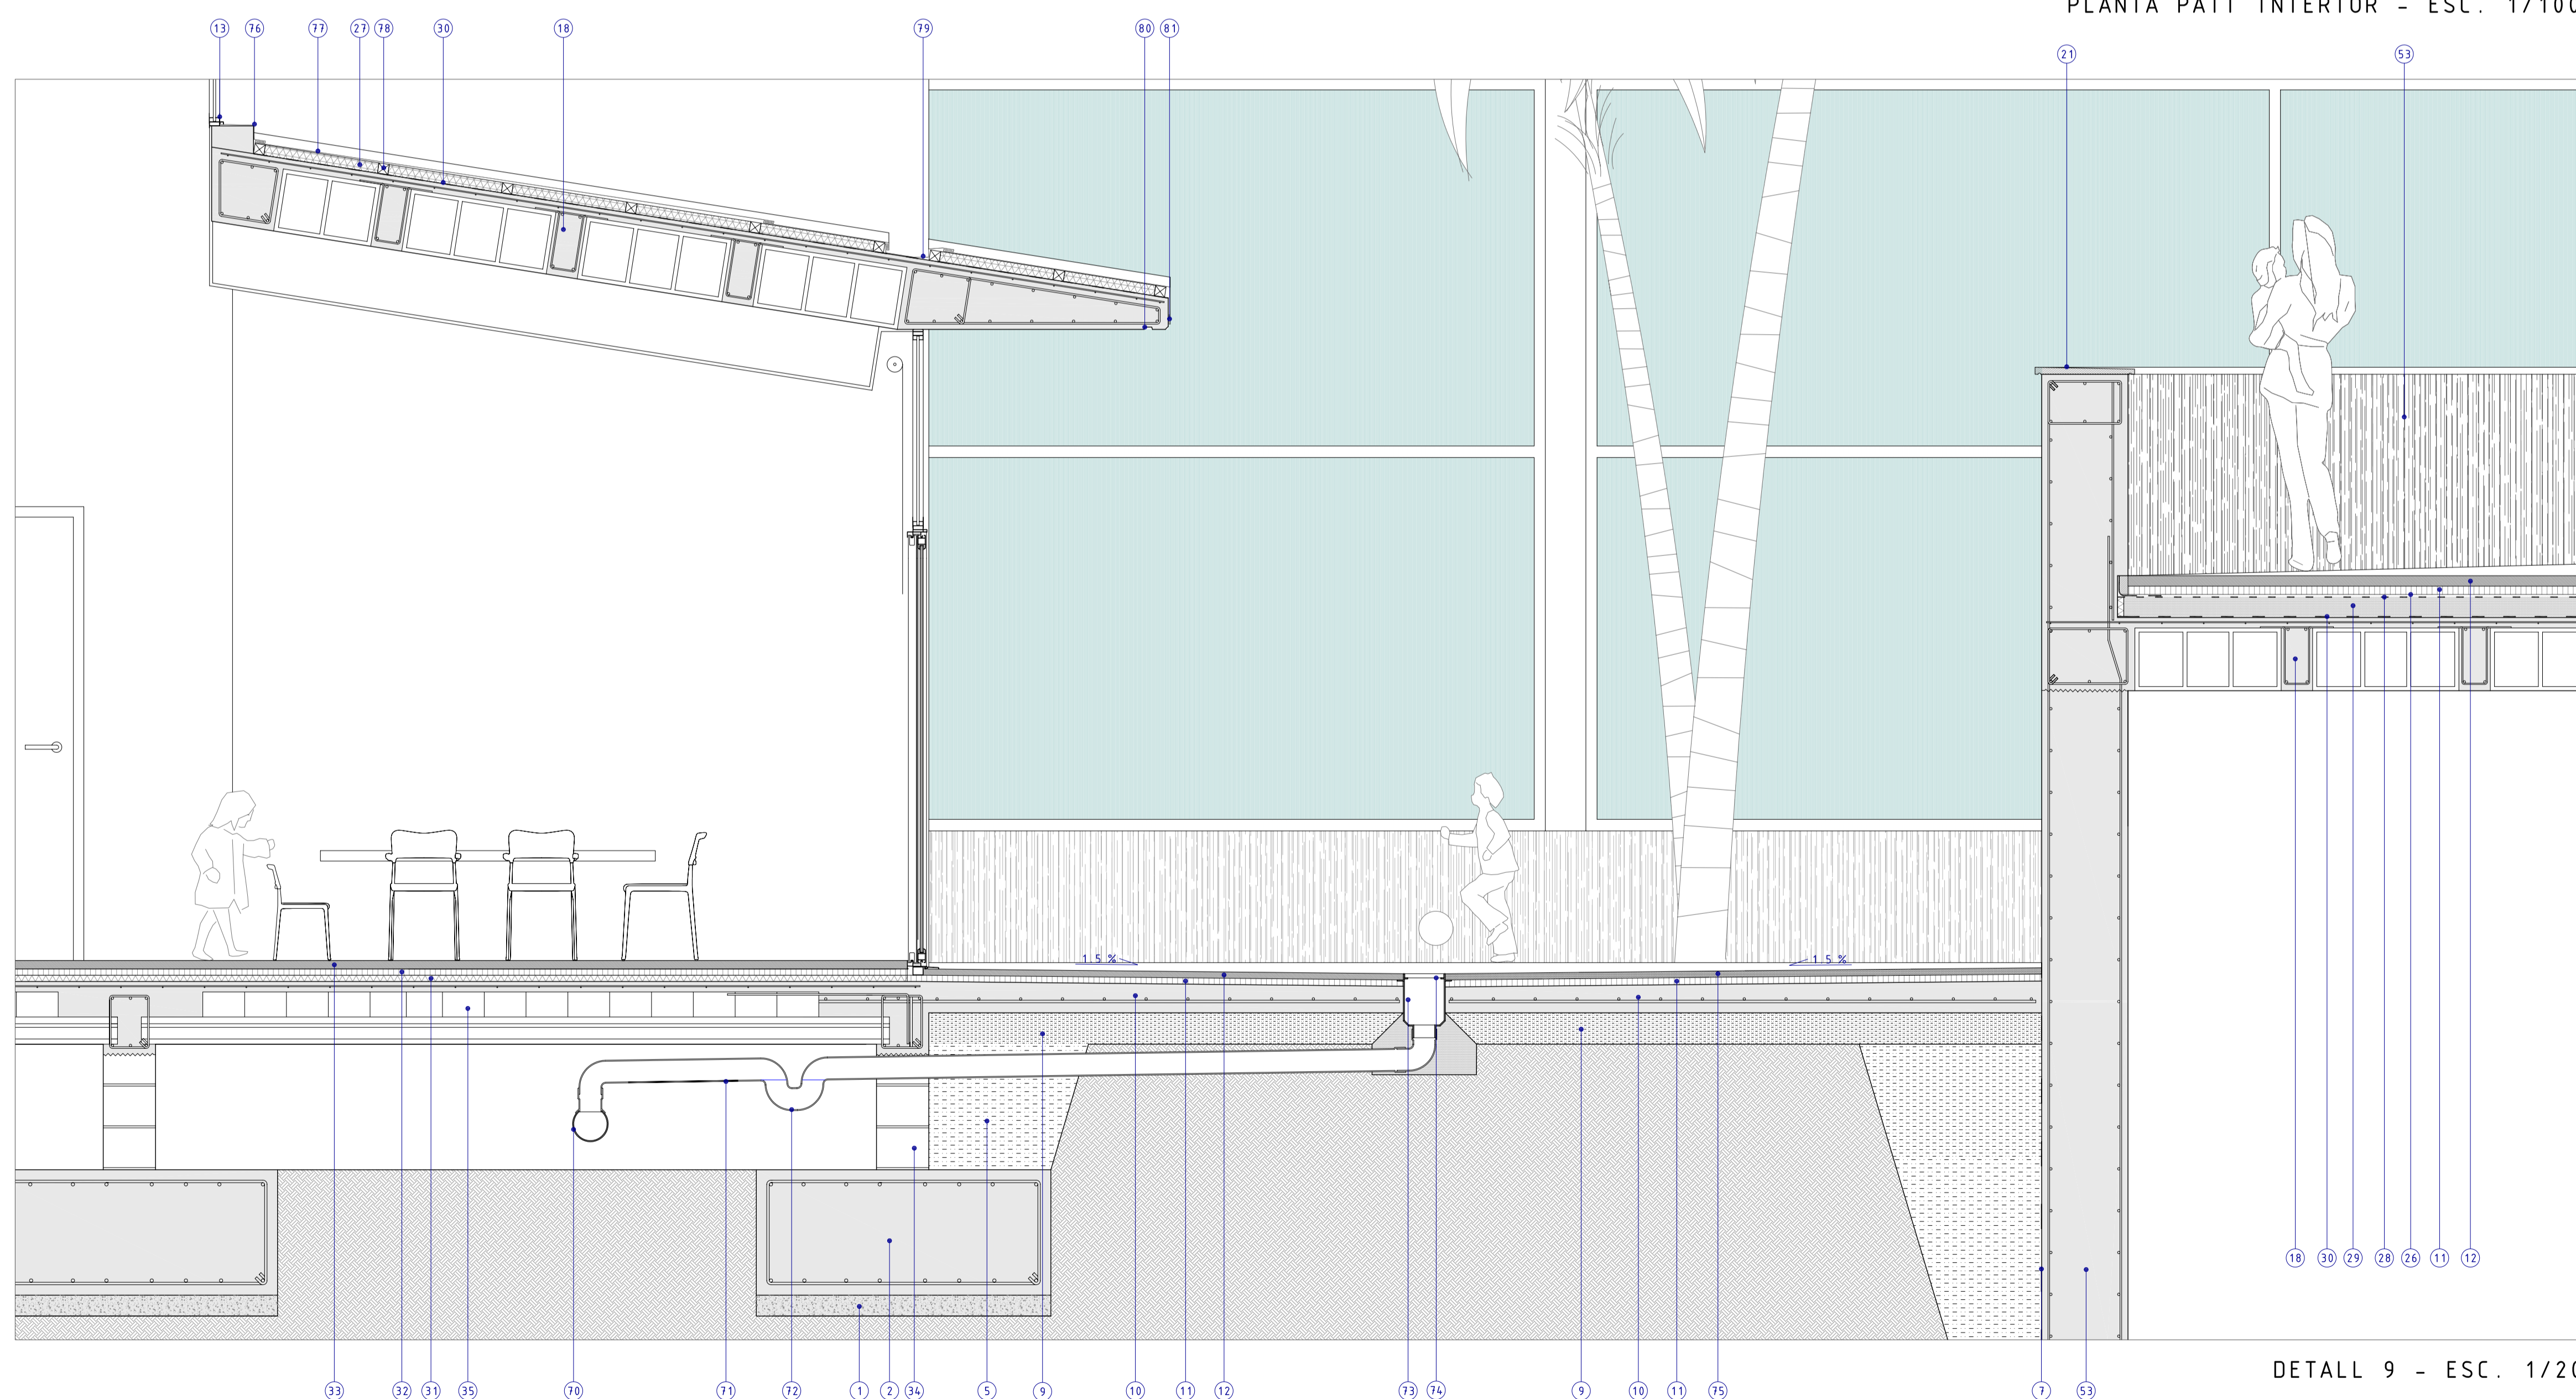 PLANTA PATI INTERIOR - ESC. 1/100
13 76 77 27 78 30 18 79 80 81
21 53
15 % 15 %
18 30 29 28 26 11 12
33 32 31 35 70 71 72 1 2 34 5 9 10 11 12 73 74 9 10 11 75 7 53
DETALL 9 - ESC. 1/20